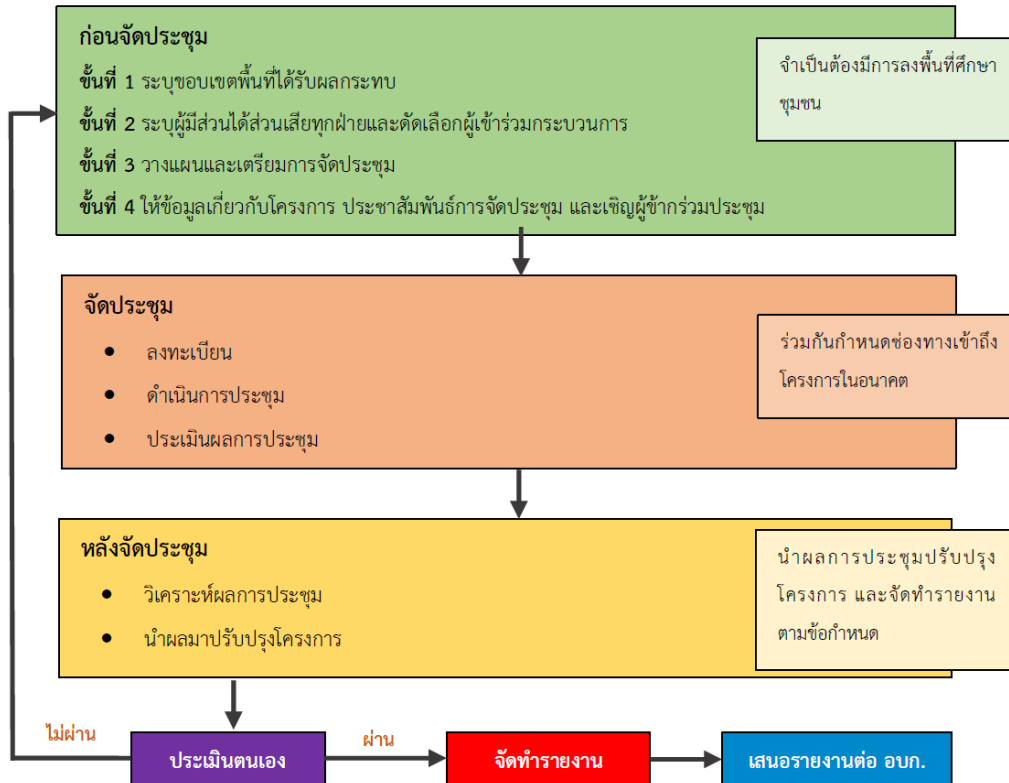 ก่อนจัดประชุม
ขั้นที่ 1 ระบุขอบเขตพื้นที่ได้รับผลกระทบ
ขั้นที่ 2 ระบุผู้มีส่วนได้ส่วนเสียทุกฝ่ายและคัดเลือกผู้เข้าร่วมกระบวนการ
ขั้นที่ 3 วางแผนและเตรียมการจัดประชุม
ขั้นที่ 4 ให้ข้อมูลเกี่ยวกับโครงการ ประชาสัมพันธ์การจัดประชุม และเชิญผู้ข้ากร่วมประชุม
จำเป็นต้องมีการลงพื้นที่ศึกษา
ชุมชน
จัดประชุม
• ลงทะเบียน
• ดำเนินการประชุม
• ประเมินผลการประชุม
ร่วมกันกำหนดช่องทางเข้าถึง
โครงการในอนาคต
หลังจัดประชุม
• วิเคราะห์ผลการประชุม
• นำผลมาปรับปรุงโครงการ
นำผลการประชุมปรับปรุง
โครงการ และจัดทำรายงาน
ตามข้อกำหนด
ไม่ผ่าน
ประเมินตนเอง
ผ่าน
จัดทำรายงาน
เสนอรายงานต่อ อบก.